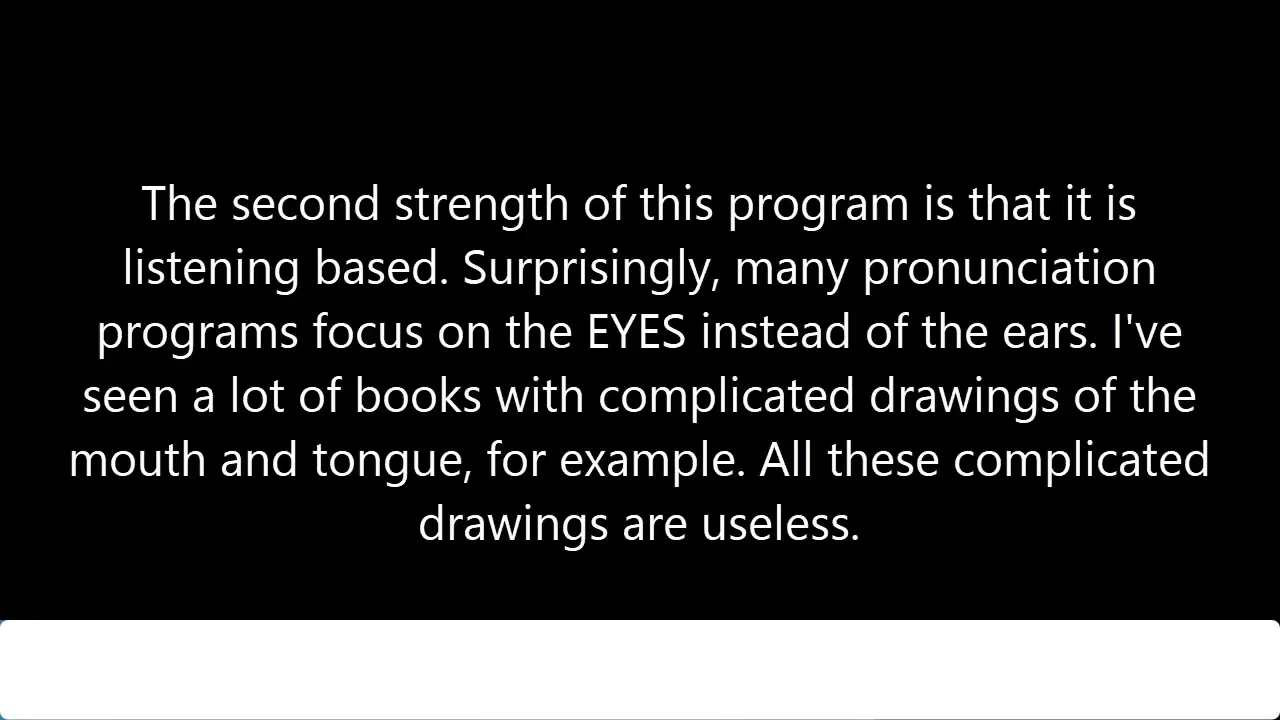 The second strength of this program is that it is
listening based. Surprisingly, many pronunciation
programs focus on the EYES instead of the ears. I've
seen a lot of books with complicated drawings of the
mouth and tongue, for example. All these complicated
drawings are useless.